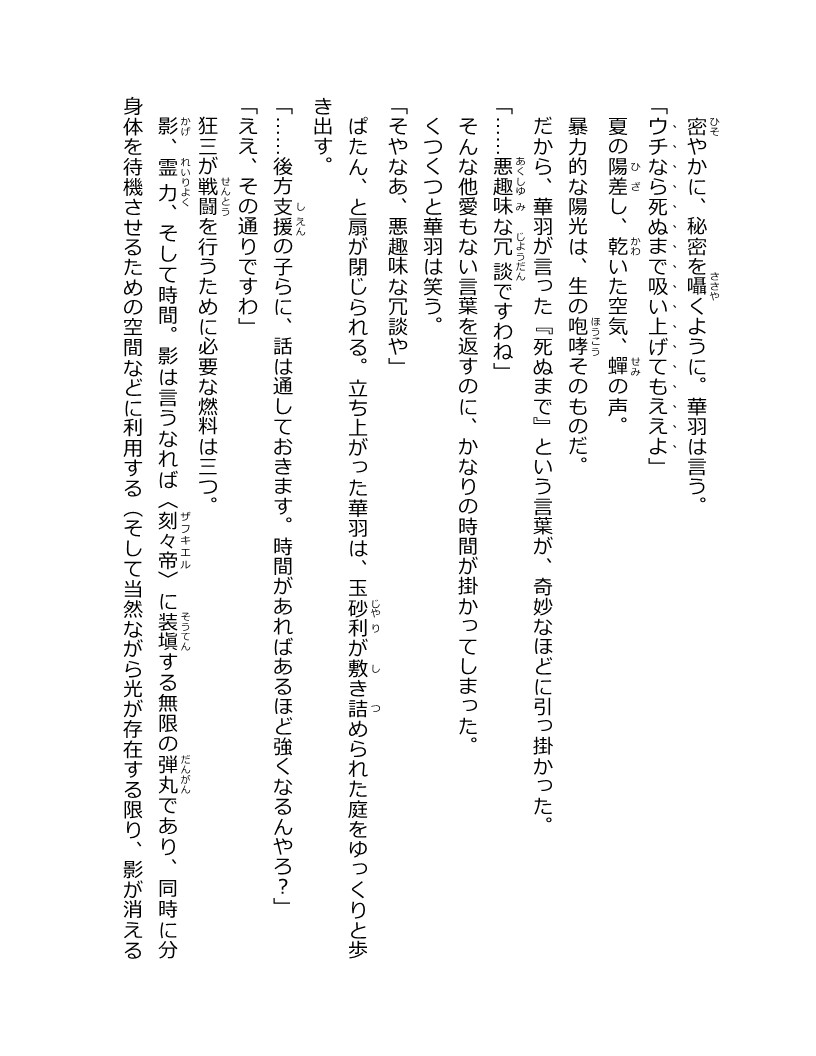 密やかに、秘密を囁くように。華羽は言う。
「ウチなら死ぬまで吸い上げてもええよ」
夏の陽差し、乾いた空気、蟬の声。
暴力的な陽光は、生の咆哮そのものだ。
だから、華羽が言った『死ぬまで』という言葉が、奇妙なほどに引っ掛かった。
「……悪趣味な冗談ですわね」
そんな他愛もない言葉を返すのに、かなりの時間が掛かってしまった。
くつくつと華羽は笑う。
「そやなあ、悪趣味な冗談や」
ぱたん、と扇が閉じられる。立ち上がった華羽は、玉砂利が敷き詰められた庭をゆっくりと歩
き出す。
「……後方支援の子らに、話は通しておきます。時間があればあるほど強くなるんやろ？」
「ええ、その通りですわ」
狂三が戦闘を行うために必要な燃料は三つ。
影、霊力、そして時間。影は言うなれば〈刻々帝〉に装塡する無限の弾丸であり、同時に分
身体を待機させるための空間などに利用する（そして当然ながら光が存在する限り、影が消える